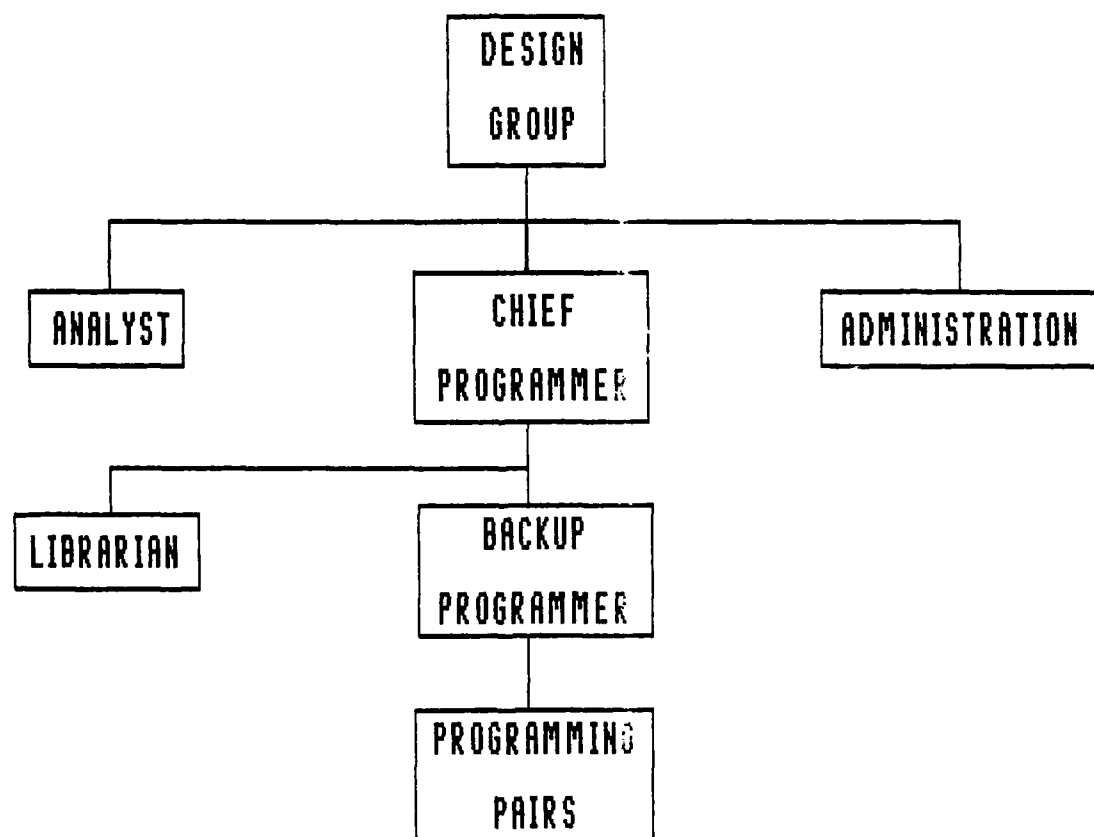 DESIGN
GROUP
ANALYST
CHIEF
PROGRAMMER
ADMINISTRATION
LIBRARIAN
BACKUP
PROGRAMMER
PROGRAMMING
PAIRS